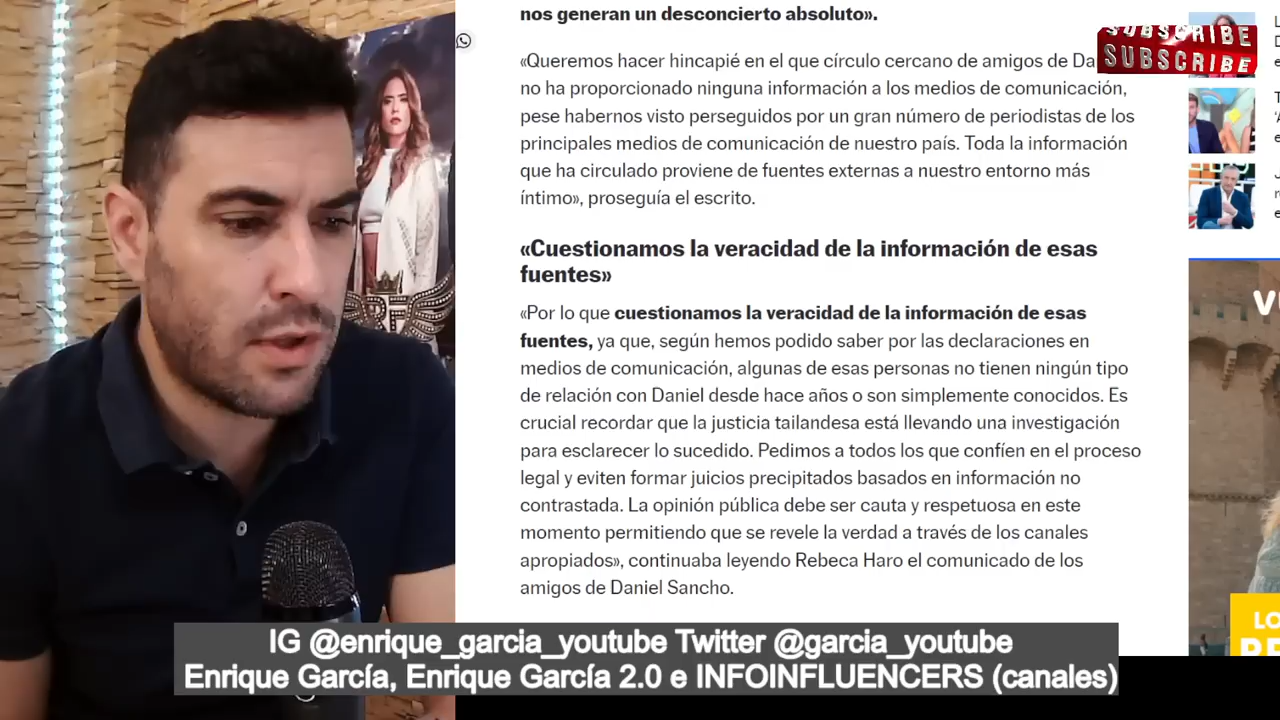 nos generan un desconcierto absoluto».
SUBSCRIBE
SUBSCRIBE
«Queremos hacer hincapié en el que círculo cercano de amigos de
no ha proporcionado ninguna información a los medios de comunicación,
pese habernos visto perseguidos por un gran número de periodistas de los
principales medios de comunicación de nuestro país. Toda la información
que ha circulado proviene de fuentes externas a nuestro entorno más
íntimo», proseguía el escrito.
«Cuestionamos la veracidad de la información de esas
fuentes»
«Por lo que cuestionamos la veracidad de la información de esas
fuentes, ya que, según hemos podido saber por las declaraciones en
medios de comunicación, algunas de esas personas no tienen ningún tipo
de relación con Daniel desde hace años o son simplemente conocidos. Es
crucial recordar que la justicia tailandesa está llevando una investigación
para esclarecer lo sucedido. Pedimos a todos los que confíen en el proceso
legal y eviten formar juicios precipitados basados en información no
contrastada. La opinión pública debe ser cauta y respetuosa en este
momento permitiendo que se revele la verdad a través de los canales
apropiados», continuaba leyendo Rebeca Haro el comunicado de los
amigos de Daniel Sancho.
IG @enrique_garcia_youtube Twitter @garcia_youtube
Enrique García, Enrique García 2.0 e INFOINFLUENCERS (canales)